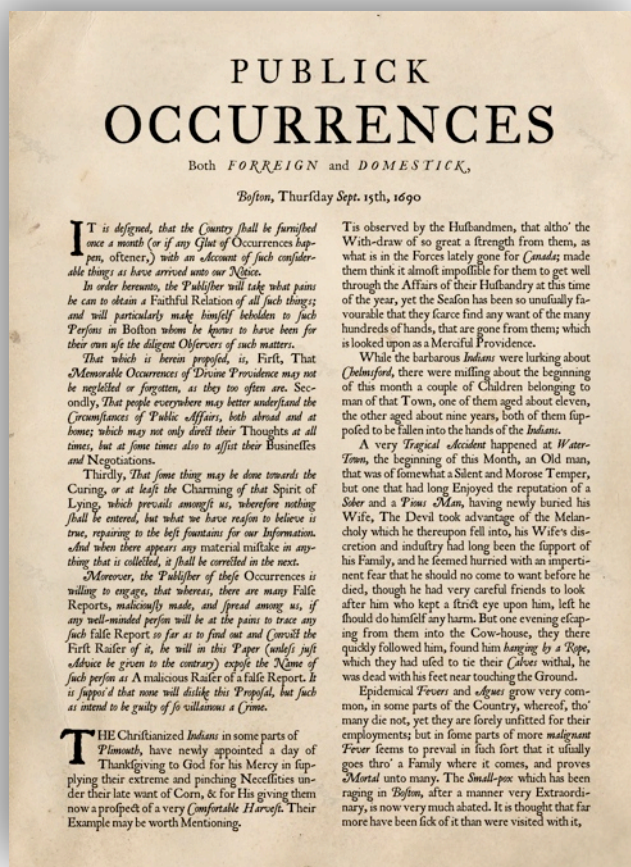 PUBLICK
OCCURRENCES
Both FORREIGN and DOMESTICK,
Boſton, Thurſday Sept. 15th, 1690
IT is deſigned, that the Country ſhall be furniſhed
once a month (or if any Glut of Occurrences hap-
pen, oftener,) with an Account of ſuch conſider-
able things as have arrived unto our Notice.
In order hereunto, the Publiſher will take what pains
he can to obtain a Faithful Relation of all ſuch things;
and will particularly make himſelf beholden to ſuch
Perſons in Boſton whom he knows to have been for
their own uſe the diligent Obſervers of ſuch matters.
That which is herein propoſed, is, Firſt, That
Memorable Occurrences of Divine Providence may not
be neglected or forgotten, as they too often are. Sec-
ondly, That people everywhere may better underſtand the
Circumſtances of Public Affairs, both abroad and at
home; which may not only direct their Thoughts at all
times, but at ſome times alſo to aſſiſt their Buſineſſes
and Negotiations.
Thirdly, That ſome thing may be done towards the
Curing, or at leaſt the Charming of that Spirit of
Lying, which prevails amongſt us, wherefore nothing
ſhall be entered, but what we have reaſon to believe is
true, repairing to the beſt fountains for our Information.
And when there appears any material miſtake in any-
thing that is collected, it ſhall be corrected in the next.
Moreover, the Publiſher of theſe Occurrences is
willing to engage, that whereas, there are many Falſe
Reports, maliciouſly made, and ſpread among us, if
any well-minded perſon will be at the pains to trace any
ſuch falſe Report ſo far as to find out and Convict the
Firſt Raiſer of it, he will in this Paper (unleſs juſt
Advice be given to the contrary) expoſe the Name of
ſuch perſon as A malicious Raiſer of a falſe Report. It
is ſuppos'd that none will diſlike this Propoſal, but ſuch
as intend to be guilty of ſo villainous a Crime.
THE Chriſtianized Indians in some parts of
Plimouth, have newly appointed a day of
Thankſgiving to God for his Mercy in ſup-
plying their extreme and pinching Neceſſities un-
der their late want of Corn, & for His giving them
now a proſpect of a very Comfortable Harveſt. Their
Example may be worth Mentioning.
Tis observed by the Huſbandmen, that altho' the
With-draw of so great a ſtrength from them, as
what is in the Forces lately gone for Canada; made
them think it almoſt impoſſible for them to get well
through the Affairs of their Huſbandry at this time
of the year, yet the Seaſon has been so unuſually fa-
vourable that they ſcarce find any want of the many
hundreds of hands, that are gone from them; which
is looked upon as a Merciful Providence.
While the barbarous Indians were lurking about
Chelmſford, there were miſſing about the beginning
of this month a couple of Children belonging to
man of that Town, one of them aged about eleven,
the other aged about nine years, both of them ſup-
poſed to be fallen into the hands of the Indians.
A very Tragical Accident happened at Water-
Town, the beginning of this Month, an Old man,
that was of ſomewhat a Silent and Moroſe Temper,
but one that had long Enjoyed the reputation of a
Sober and a Pious Man, having newly buried his
Wife, The Devil took advantage of the Melan-
choly which he thereupon fell into, his Wife's diſ-
cretion and induſtry had long been the ſupport of
his Family, and he ſeemed hurried with an imperti-
nent fear that he should no come to want before he
died, though he had very careful friends to look
after him who kept a ſtrict eye upon him, leſt he
ſhould do himſelf any harm. But one evening eſcap-
ing from them into the Cow-houſe, they there
quickly followed him, found him hanging by a Rope,
which they had uſed to tie their Calves withal, he
was dead with his feet near touching the Ground.
Epidemical Fevers and Agues grow very com-
mon, in some parts of the Country, whereof, tho'
many die not, yet they are ſorely unfitted for their
employments; but in ſome parts of more malignant
Fever ſeems to prevail in ſuch ſort that it uſually
goes thro' a Family where it comes, and proves
Mortal unto many. The Small-pox which has been
raging in Boſton, after a manner very Extraordi-
nary, is now very much abated. It is thought that far
more have been ſick of it than were viſited with it,